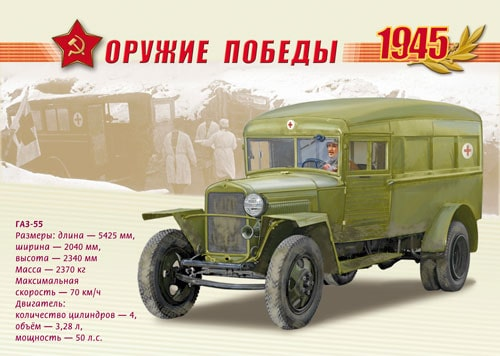 ОРУЖИЕ ПОБЕДЫ
1945
ГАЗ-55
Размеры: длина — 5425 мм,
ширина — 2040 мм,
высота — 2340 мм
Масса — 2370 кг
Максимальная
скорость — 70 км/ч
Двигатель:
количество цилиндров — 4,
объём — 3,28 л,
мощность — 50 л.с.